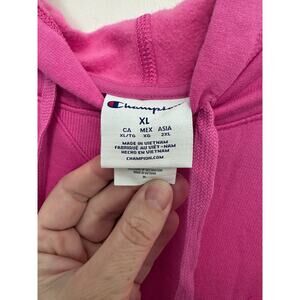 Champion
XL
CA MEX ASIA
XL/TG XG 2XL
MADE IN VIETNAM
FABRIQUÉ AU VIET-NAM
HECHO EN VIETNAM
CHAMPION.COM